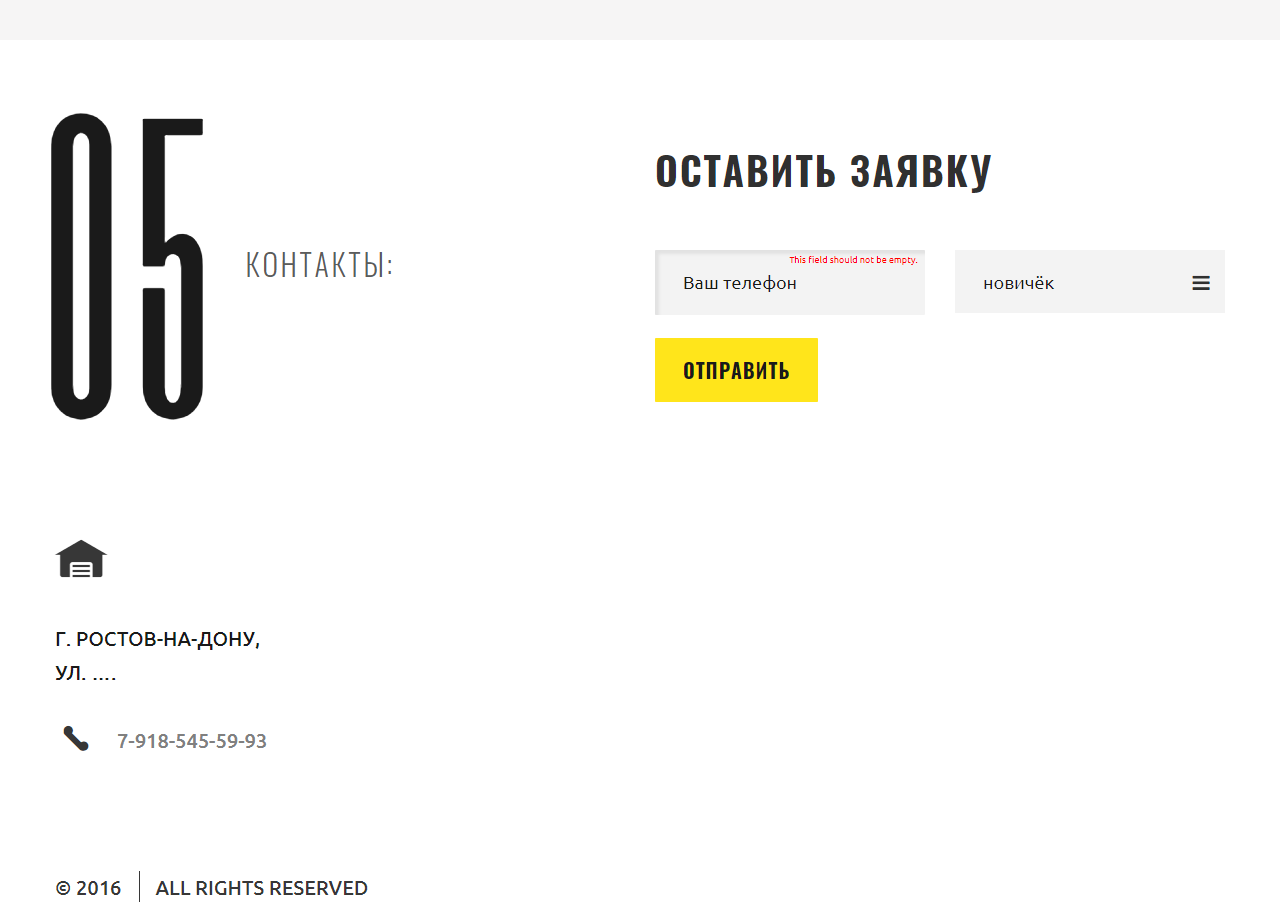 05
КОНТАКТЫ:
ОСТАВИТЬ ЗАЯВКУ
This field should not be empty.
Ваш телефон
новичёк
ОТПРАВИТЬ
Г. РОСТОВ-НА-ДОНУ,
УЛ. ....
7-918-545-59-93
© 2016
ALL RIGHTS RESERVED